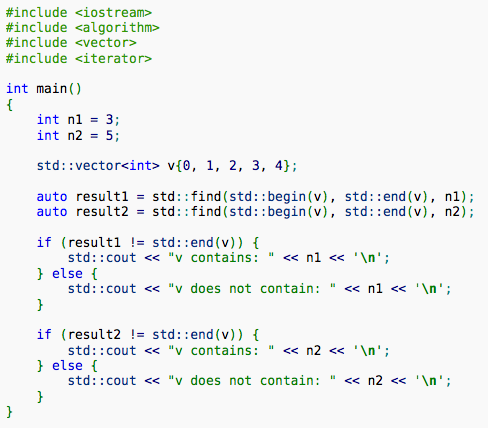 #include <iostream>
#include <algorithm>
#include <vector>
#include <iterator>

int main()
{
    int n1 = 3;
    int n2 = 5;

    std::vector<int> v{0, 1, 2, 3, 4};

    auto result1 = std::find(std::begin(v), std::end(v), n1);
    auto result2 = std::find(std::begin(v), std::end(v), n2);

    if (result1 != std::end(v)) {
        std::cout << "v contains: " << n1 << '\n';
    } else {
        std::cout << "v does not contain: " << n1 << '\n';
    }

    if (result2 != std::end(v)) {
        std::cout << "v contains: " << n2 << '\n';
    } else {
        std::cout << "v does not contain: " << n2 << '\n';
    }
}